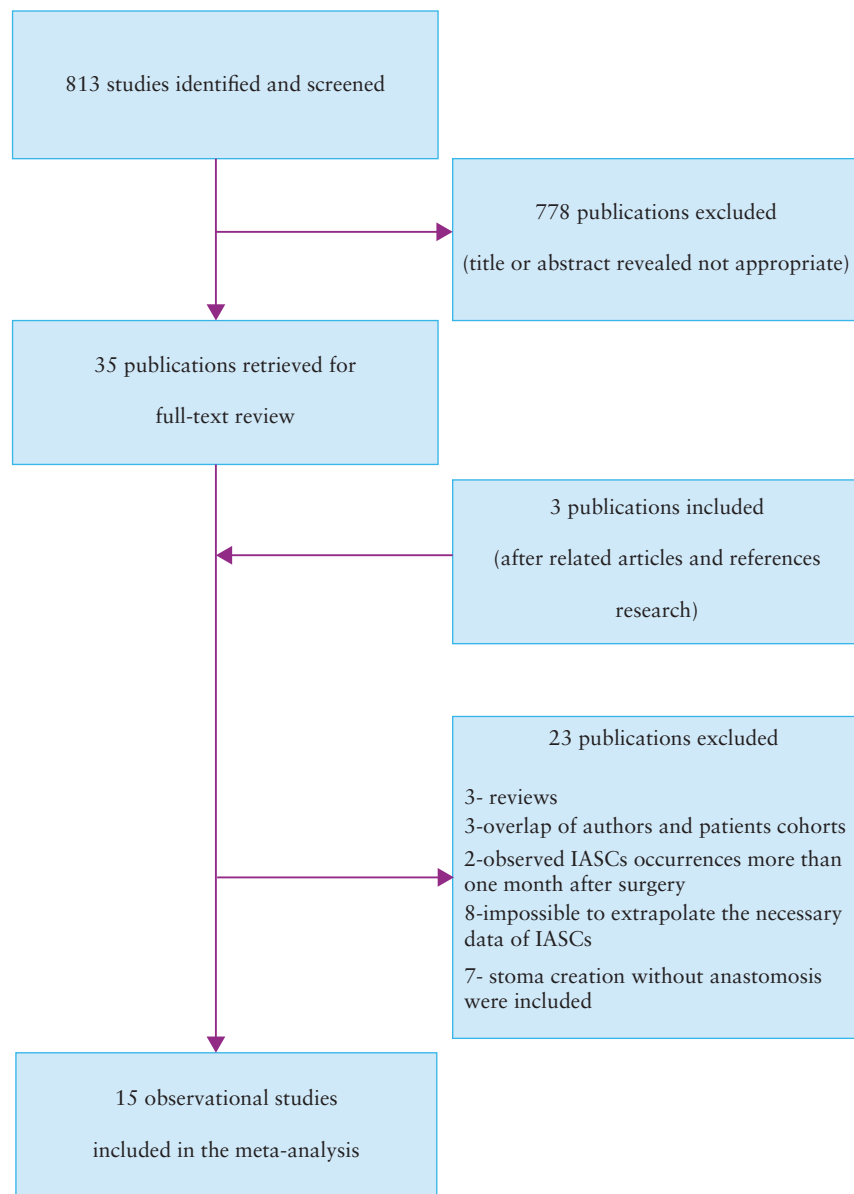 813 studies identified and screened
778 publications excluded
(title or abstract revealed not appropriate)
35 publications retrieved for
full-text review
3 publications included
(after related articles and references
research)
23 publications excluded
3- reviews
3-overlap of authors and patients cohorts
2-observed IASCs occurrences more than
one month after surgery
8-impossible to extrapolate the necessary
data of IASCs
7- stoma creation without anastomosis
were included
15 observational studies
included in the meta-analysis